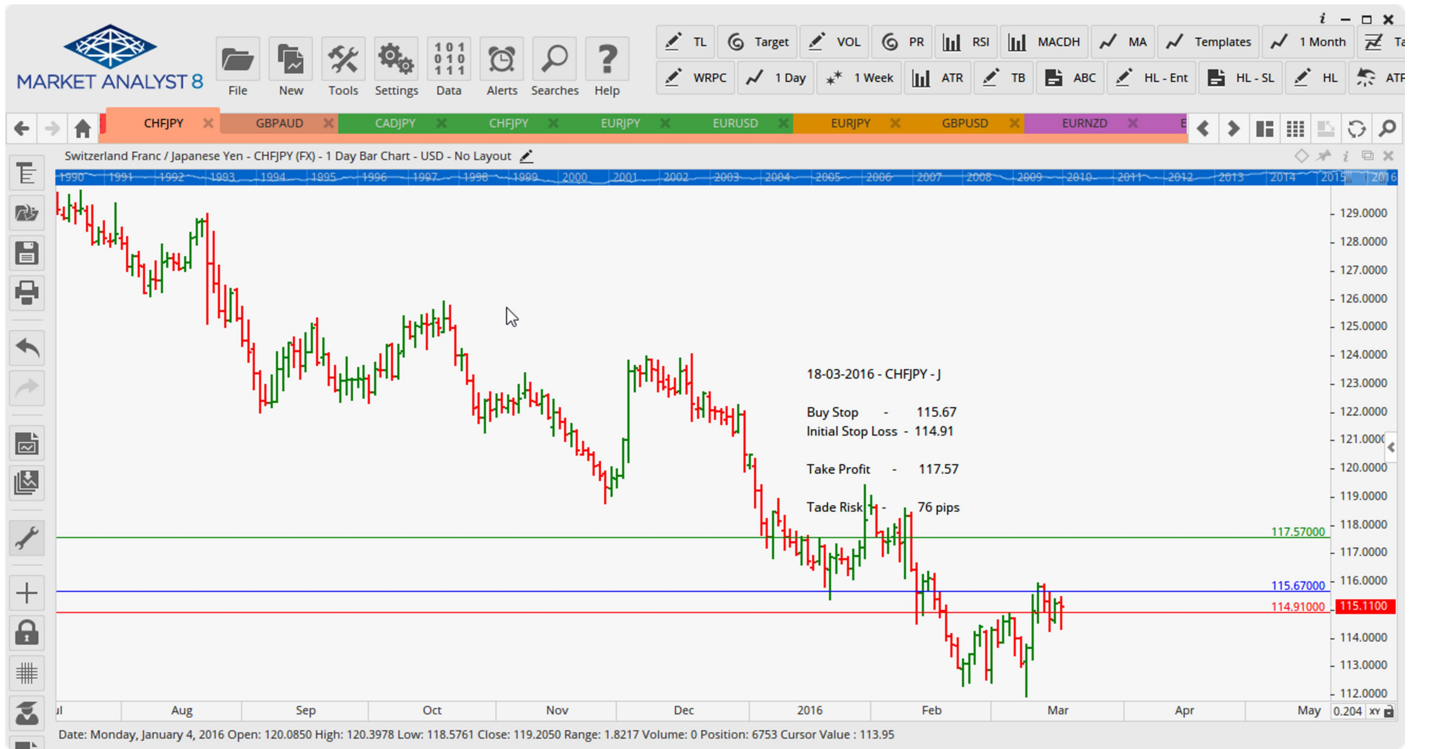 MARKET ANALYST 8
File
New
Tools
Settings
101
010
111
Data
Alerts
Searches
?
Help
TL
Target
VOL
PR
RSI
MACDH
MA
Templates
1 Month
WRPC
1 Day
1 Week
ATR
TB
ABC
HL - Ent
HL - SL
HL
CHFJPY
GBPAUD
CADJPY
CHFJPY
EURJPY
EURUSD
EURJPY
GBPUSD
EURNZD
Switzerland Franc / Japanese Yen - CHFJPY (FX) - 1 Day Bar Chart - USD - No Layout
1990 1991 1992 1993 1994 1995 1996 1997 1998 1999 2000 2001 2002 2003 2004 2005 2006 2007 2008 2009 2010 2011 2012 2013 2014 2015 2016
129.0000
128.0000
127.0000
126.0000
125.0000
124.0000
123.0000
122.0000
121.0000
120.0000
119.0000
118.0000
117.0000
116.0000
115.1100
114.0000
113.0000
112.0000
18-03-2016 - CHFJPY - J
Buy Stop - 115.67
Initial Stop Loss - 114.91
Take Profit - 117.57
Tade Risk - 76 pips
117.57000
115.67000
114.91000
Aug Sep Oct Nov Dec 2016 Feb Mar Apr May 0.204 XY
Date: Monday, January 4, 2016 Open: 120.0850 High: 120.3978 Low: 118.5761 Close: 119.2050 Range: 1.8217 Volume: 0 Position: 6753 Cursor Value : 113.95